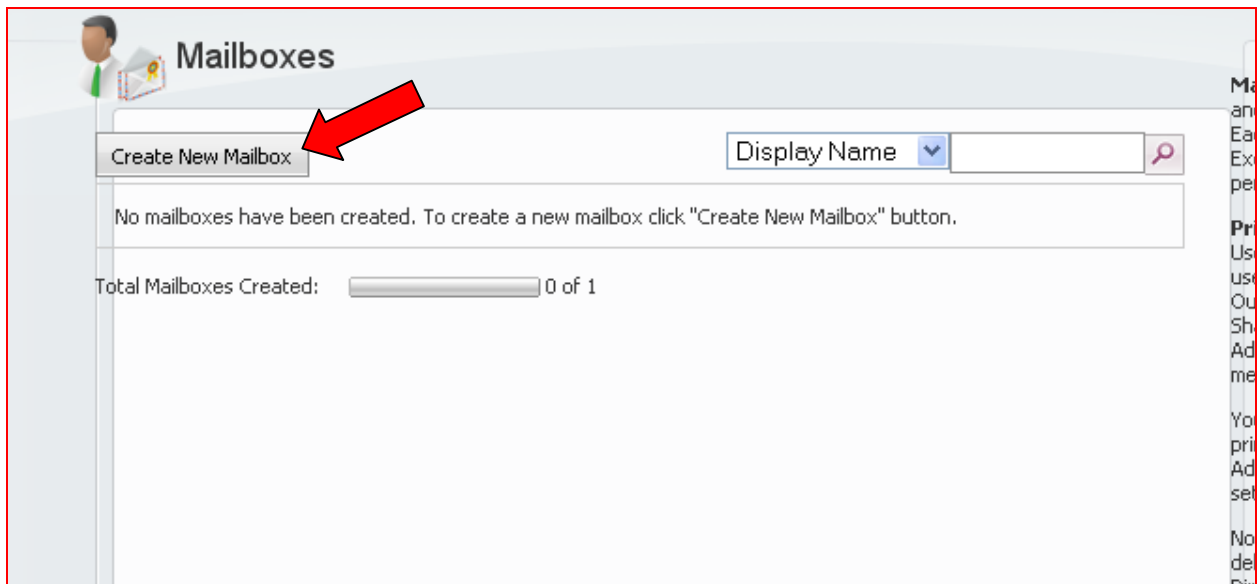 Mailboxes
Create New Mailbox
Display Name
No mailboxes have been created. To create a new mailbox click "Create New Mailbox" button.
Total Mailboxes Created: 0 of 1